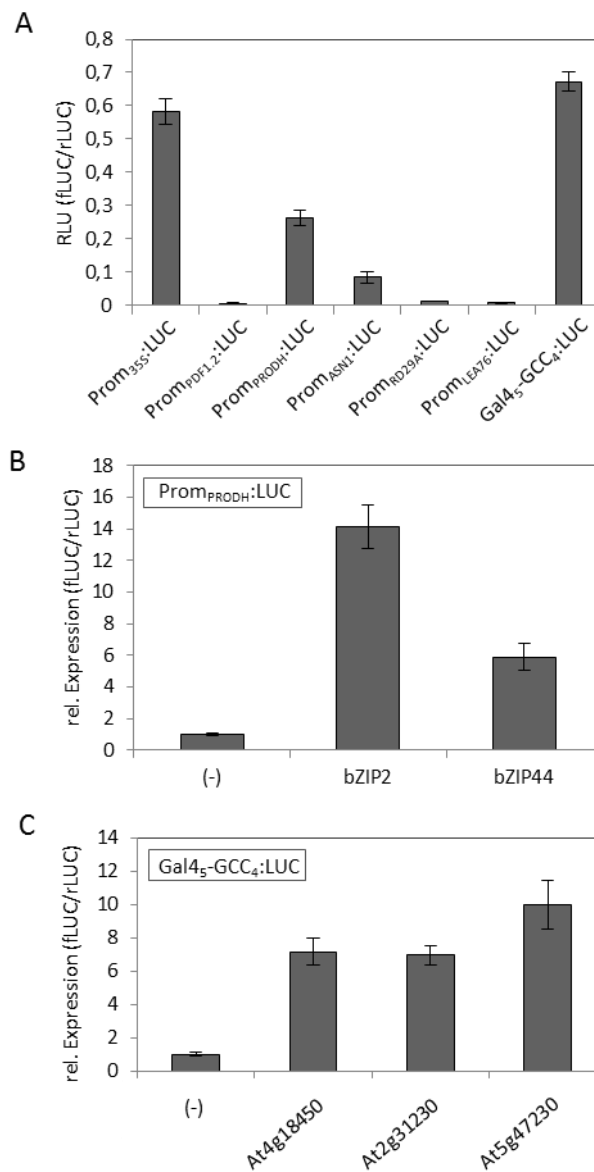 A
0,8
0,7
0,6
0,5
0,4
0,3
0,2
0,1
0
RLU (fLUC/rLUC)
Prom35S:LUC
PromPDF1.2:LUC
PromPRODH:LUC
PromASN1:LUC
PromRD29A:LUC
PromLEA76:LUC
Gal45-GCC4:LUC
B
18
16
14
12
10
8
6
4
2
0
rel. Expression (fLUC/rLUC)
PromPRODH:LUC
(-)
bZIP2
bZIP44
C
14
12
10
8
6
4
2
0
rel. Expression (fLUC/rLUC)
Gal45-GCC4:LUC
(-)
At4g18450
At2g31230
At5g47230